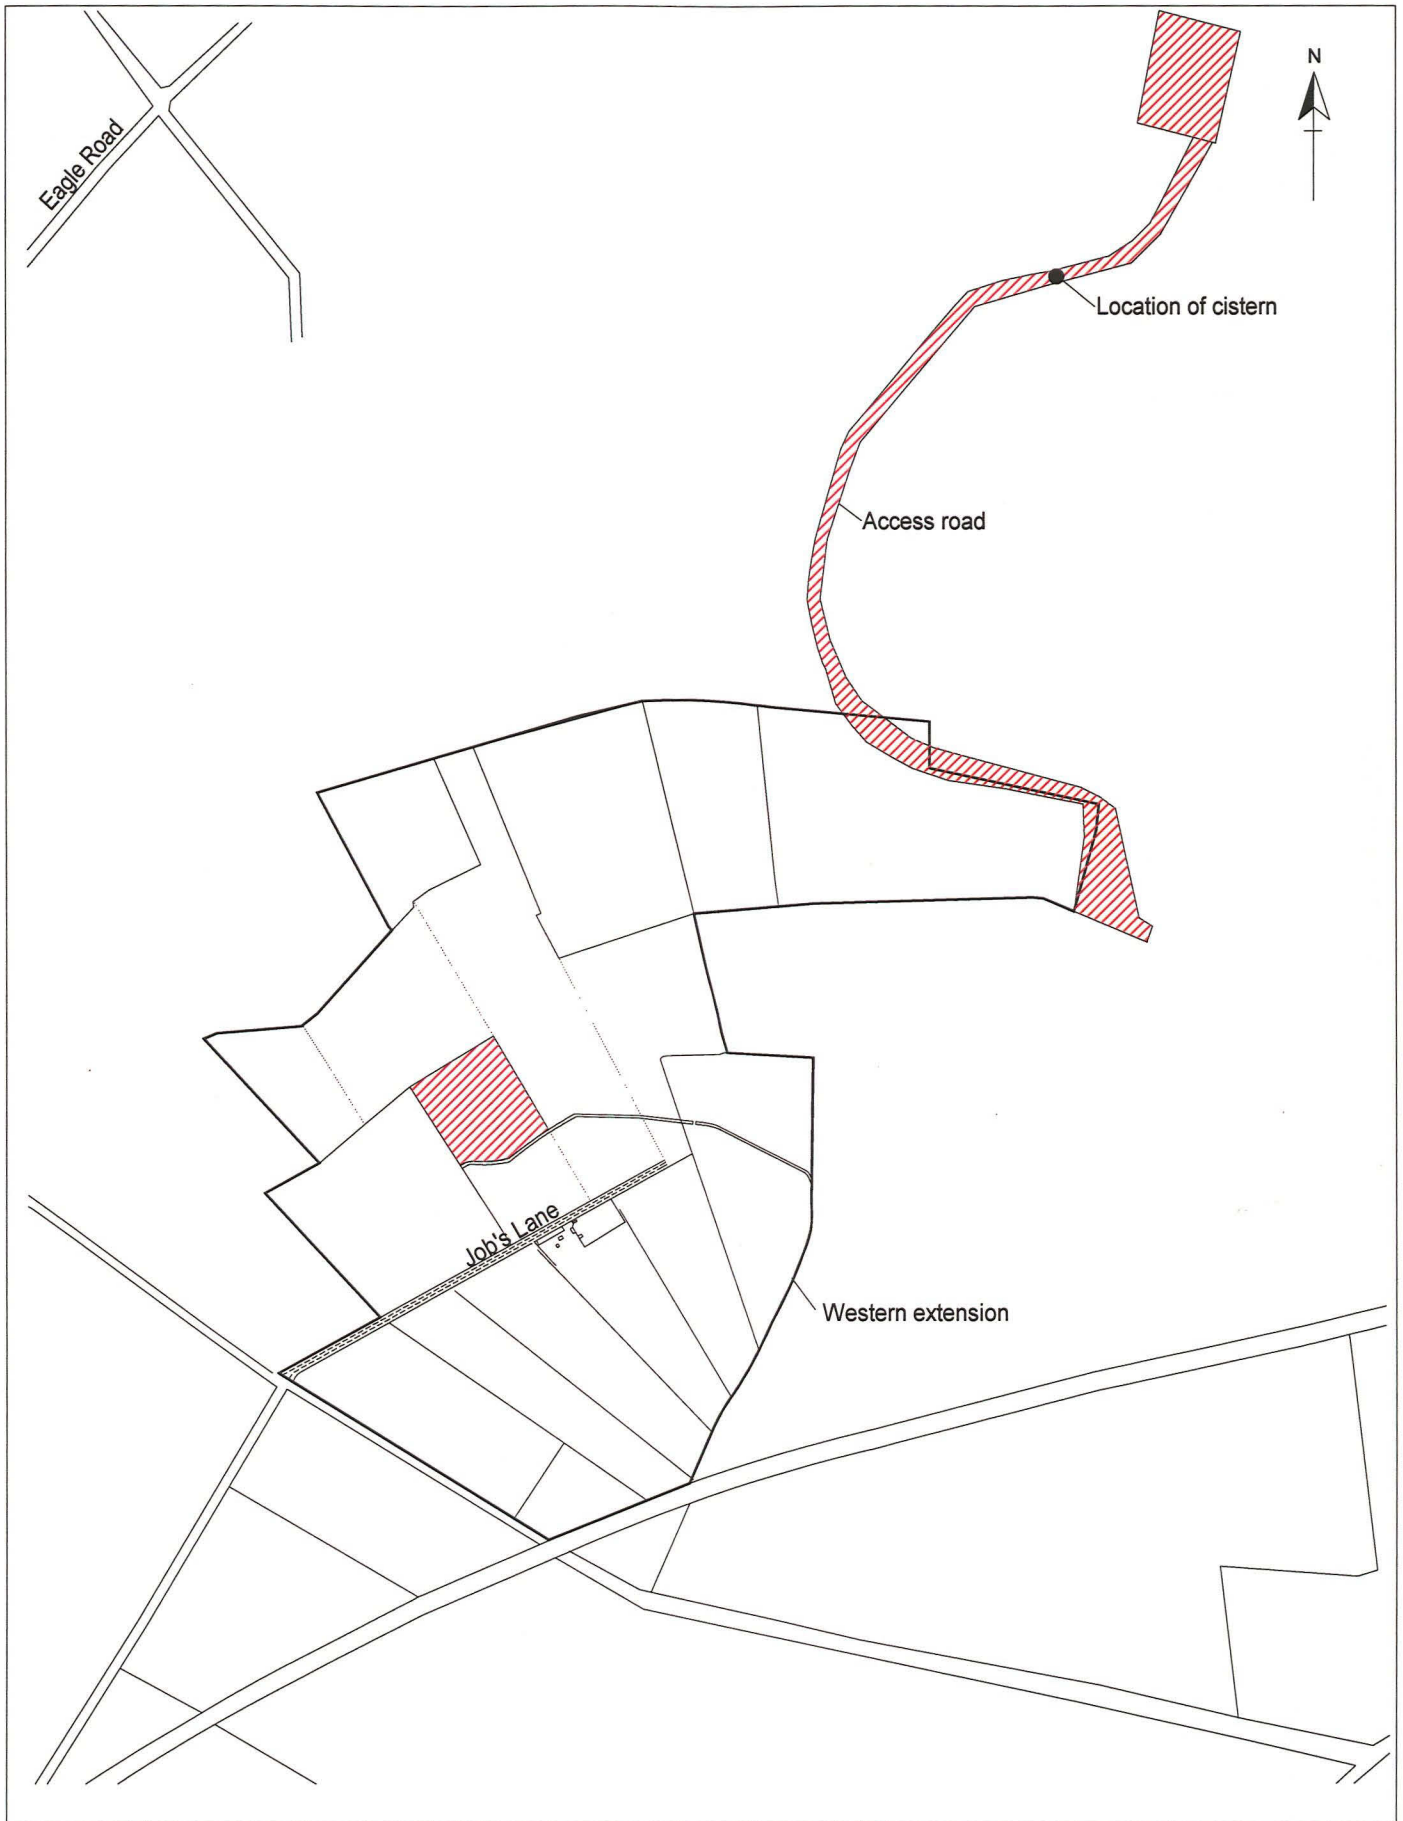 N
Eagle Road
Location of cistern
Access road
Job's Lane
Western extension